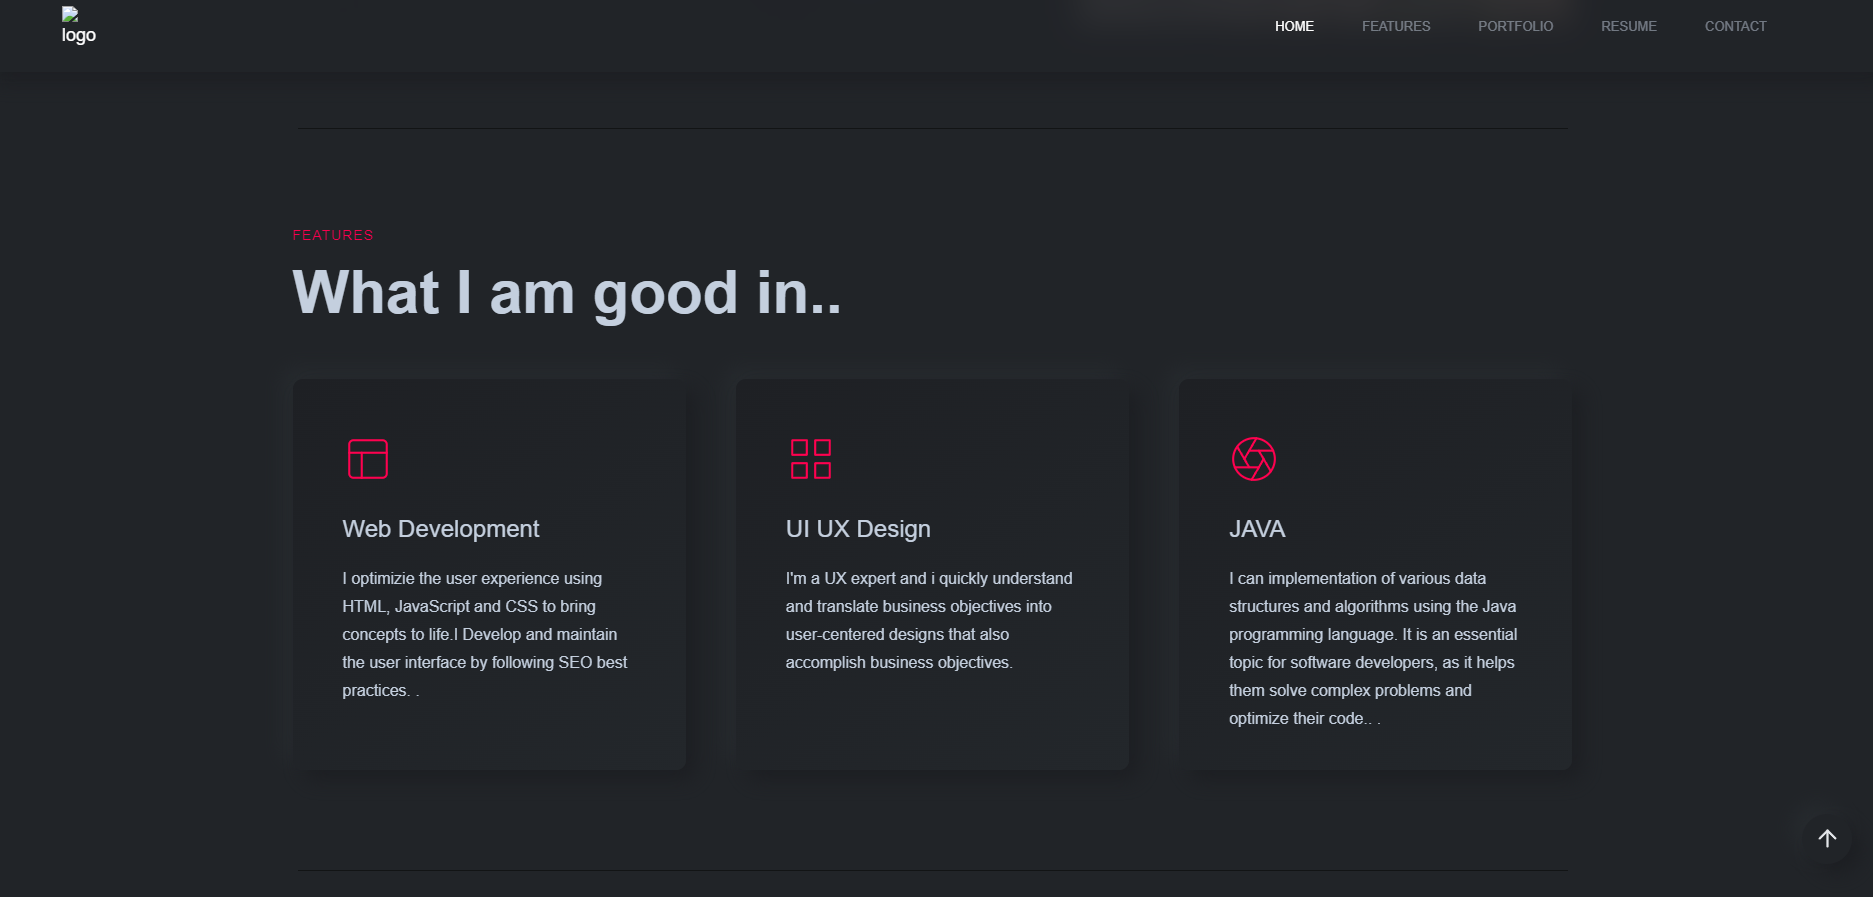 logo
HOME FEATURES PORTFOLIO RESUME CONTACT
FEATURES
What I am good in..
Web Development
I optimizie the user experience using
HTML, JavaScript and CSS to bring
concepts to life.I Develop and maintain
the user interface by following SEO best
practices. .
UI UX Design
I'm a UX expert and i quickly understand
and translate business objectives into
user-centered designs that also
accomplish business objectives.
JAVA
I can implementation of various data
structures and algorithms using the Java
programming language. It is an essential
topic for software developers, as it helps
them solve complex problems and
optimize their code.. .